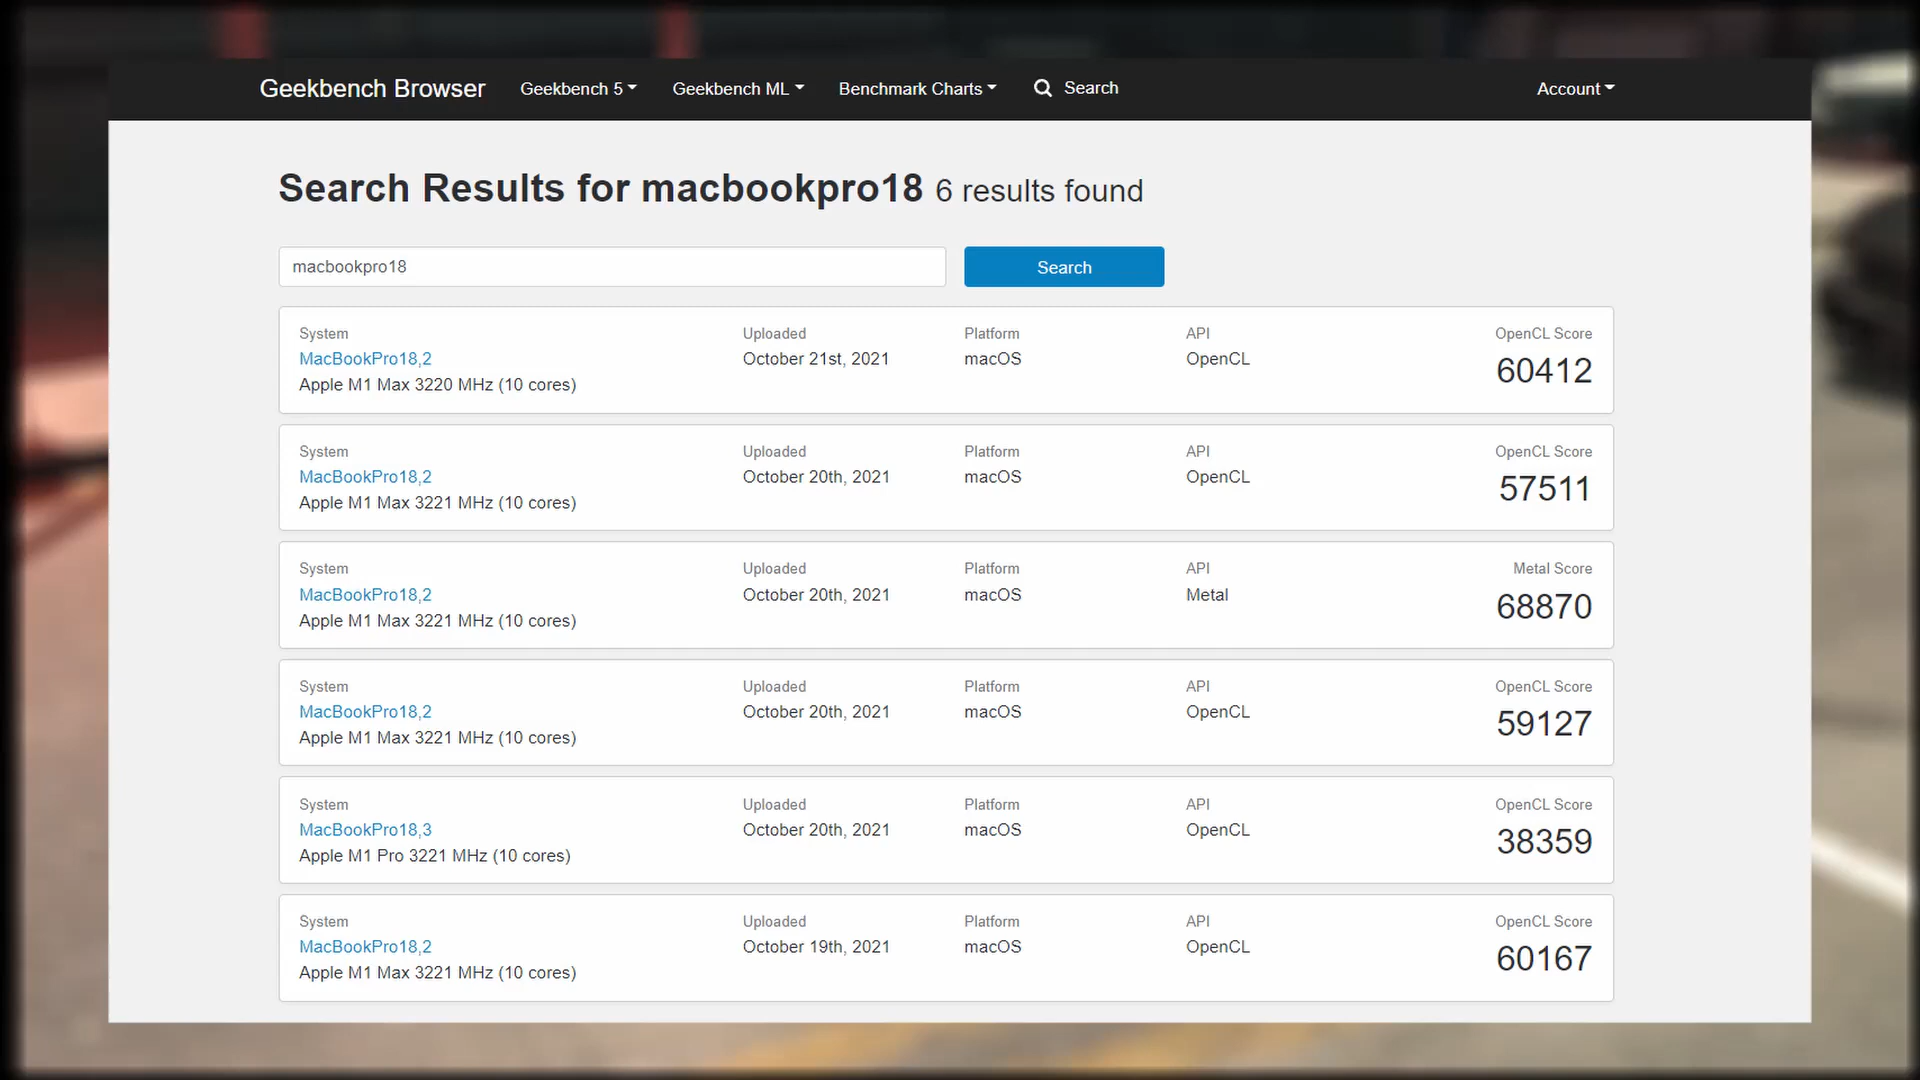 Geekbench Browser Geekbench 5 Geekbench ML Benchmark Charts Search Account
Search Results for macbookpro18 6 results found
macbookpro18 Search
System Uploaded Platform API OpenCL Score
MacBookPro18,2 October 21st, 2021 macOS OpenCL 60412
Apple M1 Max 3220 MHz (10 cores)
System Uploaded Platform API OpenCL Score
MacBookPro18,2 October 20th, 2021 macOS OpenCL 57511
Apple M1 Max 3221 MHz (10 cores)
System Uploaded Platform API Metal Score
MacBookPro18,2 October 20th, 2021 macOS Metal 68870
Apple M1 Max 3221 MHz (10 cores)
System Uploaded Platform API OpenCL Score
MacBookPro18,2 October 20th, 2021 macOS OpenCL 59127
Apple M1 Max 3221 MHz (10 cores)
System Uploaded Platform API OpenCL Score
MacBookPro18,3 October 20th, 2021 macOS OpenCL 38359
Apple M1 Pro 3221 MHz (10 cores)
System Uploaded Platform API OpenCL Score
MacBookPro18,2 October 19th, 2021 macOS OpenCL 60167
Apple M1 Max 3221 MHz (10 cores)